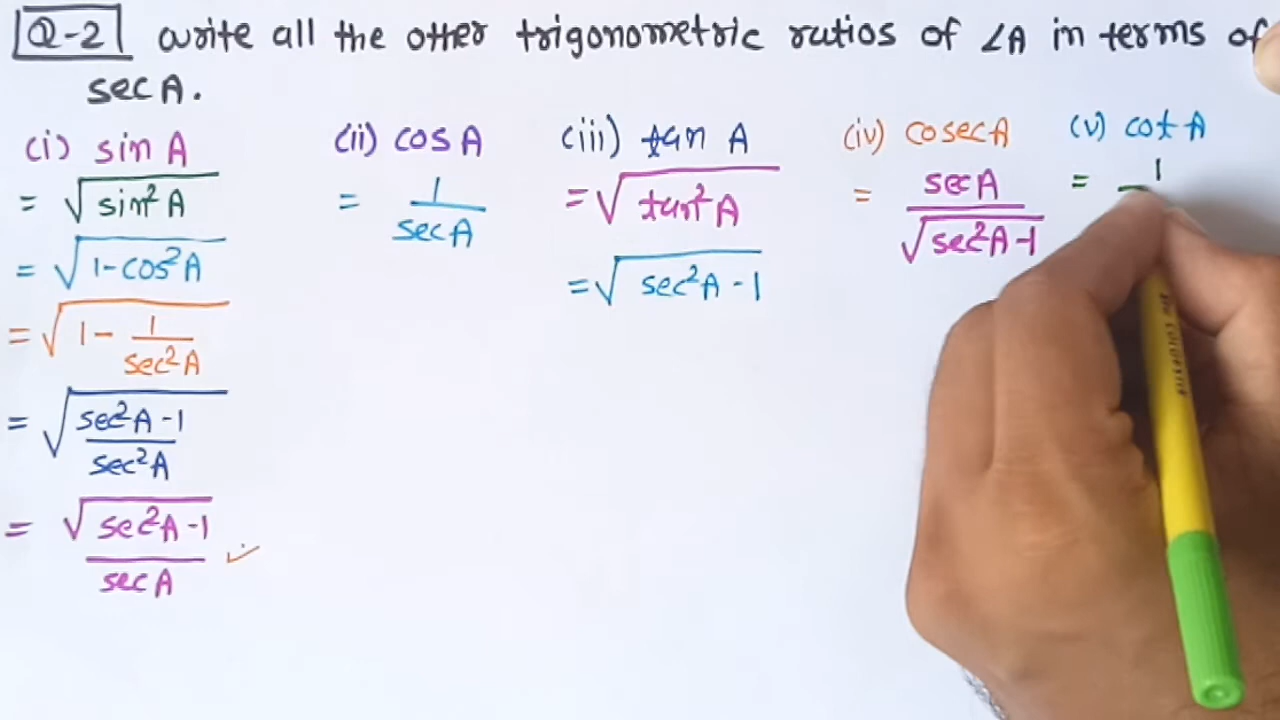 Q-2 write all the other trigonometric ratios of ∠A in terms of
sec A.
(i) sin A
= √sin²A
= √1-cos²A
= √1 - 1/sec²A
= √sec²A - 1/sec²A
= √sec²A - 1/sec A ✓
(ii) cos A
= 1/sec A
(iii) tan A
= √tan²A
= √sec²A - 1
(iv) cosec A
= sec A/√sec²A - 1
(v) cot A
= 1